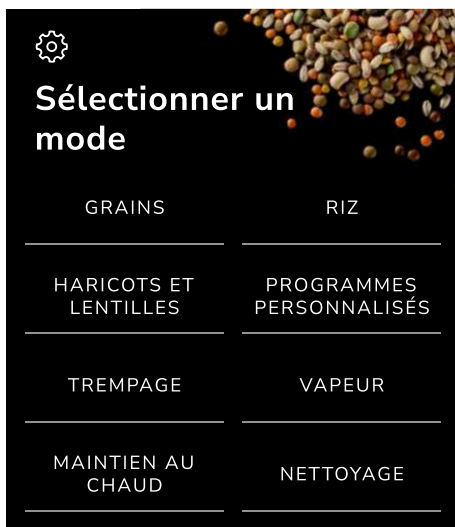 Sélectionner un
mode
GRAINS
RIZ
HARICOTS ET
LENTILLES
PROGRAMMES
PERSONNALISÉS
TREMPAGE
VAPEUR
MAINTIEN AU
CHAUD
NETTOYAGE